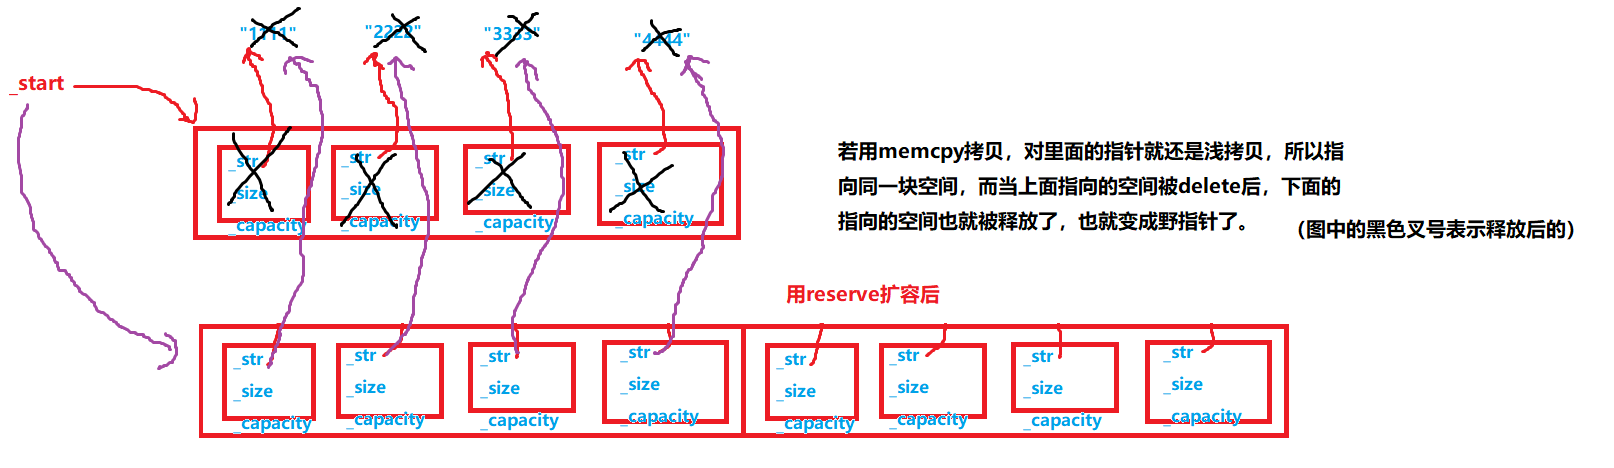 "1111" "2222" "3333" "4444"
_start
_str _str _str _str
_size _size _size _size
_capacity _capacity _capacity _capacity
若用memcpy拷贝，对里面的指针就还是浅拷贝，所以指
向同一块空间，而当上面指向的空间被delete后，下面的
指向的空间也就被释放了，也就变成野指针了。
（图中的黑色叉号表示释放后的）
用reserve扩容后
_str _str _str _str _str _str _str _str
_size _size _size _size _size _size _size _size
_capacity _capacity _capacity _capacity _capacity _capacity _capacity _capacity